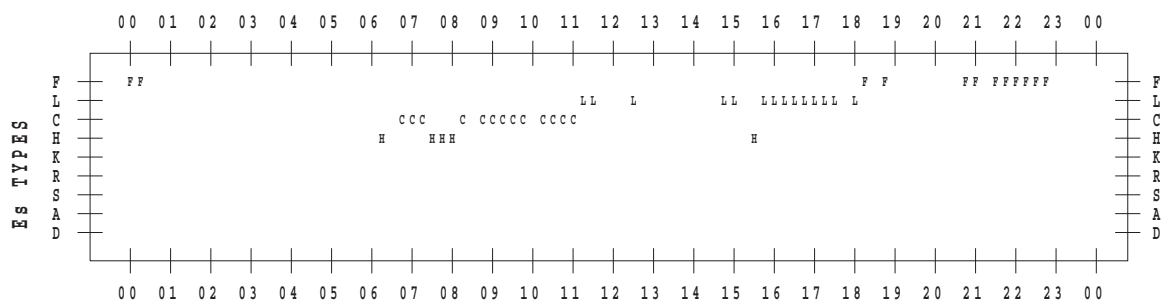 00 01 02 03 04 05 06 07 08 09 10 11 12 13 14 15 16 17 18 19 20 21 22 23 00
F FF F F FF FFFFFF F
L LL L LL LLLLLLLL L L
C CCC C CCCCC CCCC C
H H HHH H H
K K
R R
S S
A A
D D
Es TYPES
00 01 02 03 04 05 06 07 08 09 10 11 12 13 14 15 16 17 18 19 20 21 22 23 00